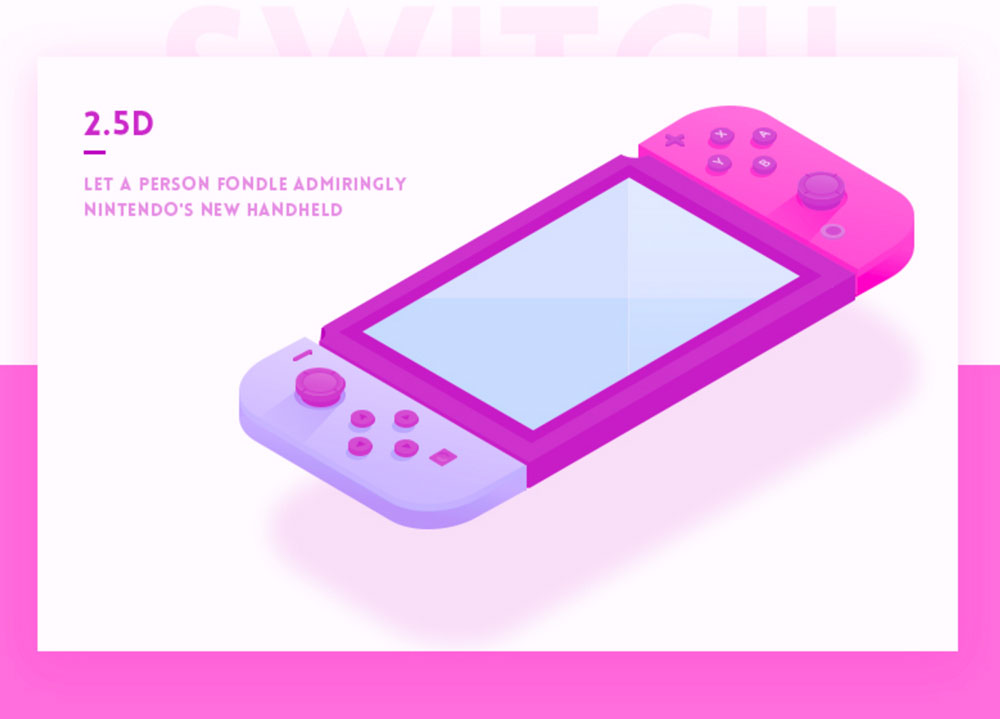 SWITCH
2.5D
LET A PERSON FONDLE ADMIRINGLY
NINTENDO'S NEW HANDHELD
X
A
Y
B